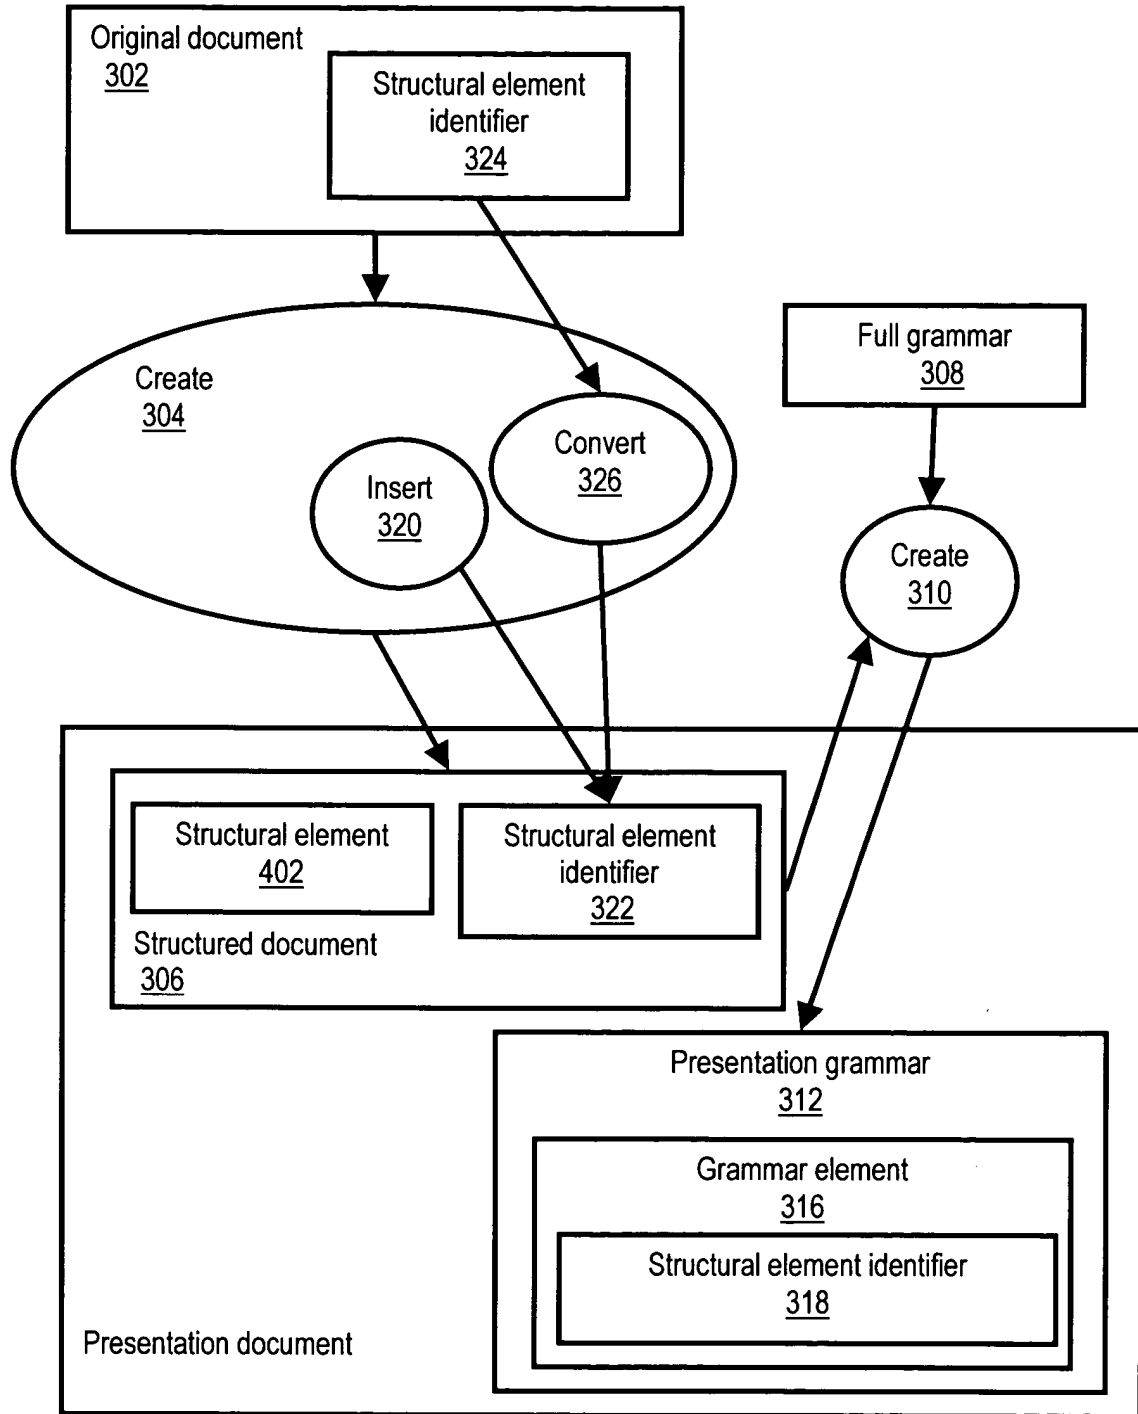 Original document
302
Structural element
identifier
324
Create
304
Convert
326
Insert
320
Full grammar
308
Create
310
Structural element
402
Structural element
identifier
322
Structured document
306
Presentation grammar
312
Grammar element
316
Structural element identifier
318
Presentation document